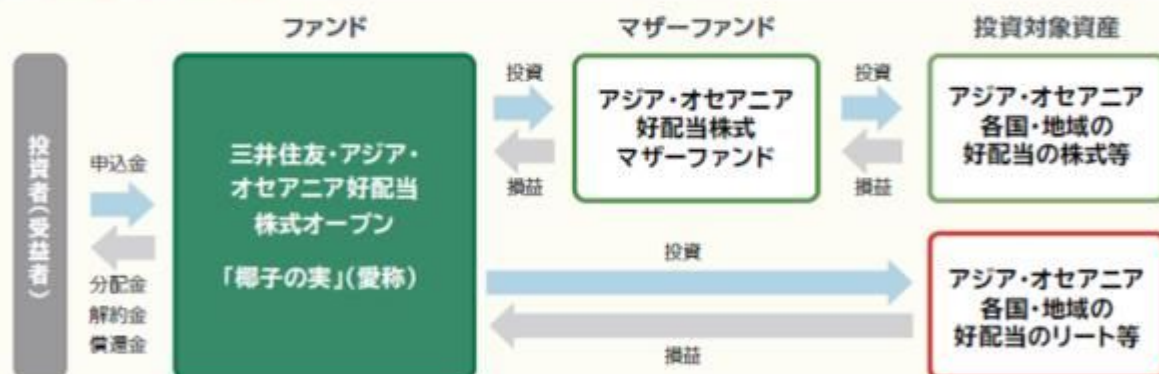 ファンド
マザーファンド
投資対象資産
投資者(受益者)
申込金
分配金
解約金
償還金
三井住友・アジア・
オセアニア好配当
株式オープン
「椰子の実」(愛称)
投資
損益
アジア・オセアニア
好配当株式
マザーファンド
投資
損益
アジア・オセアニア
各国・地域の
好配当の株式等
投資
損益
アジア・オセアニア
各国・地域の
好配当のリート等